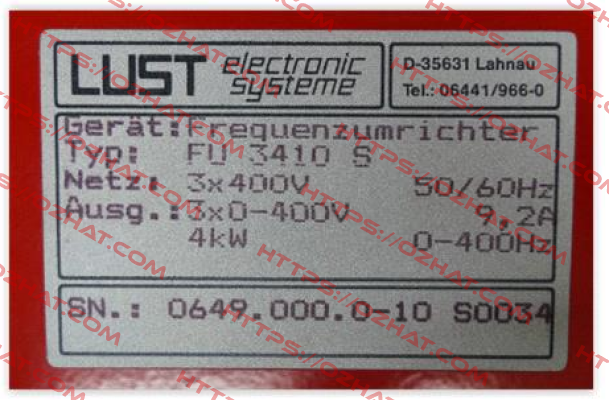 LUST electronic systeme
D-35631 Lahnau
Tel.: 06441/966-0
Gerät: Frequenzumrichter
Typ: FU 3410 S
Netz: 3x400V 50/60Hz
Ausg.: 3x0-400V 9,2A
4kW 0-400Hz
SN.: 0649.000.0-10 S0034
HTTPS://OZHAT.COM